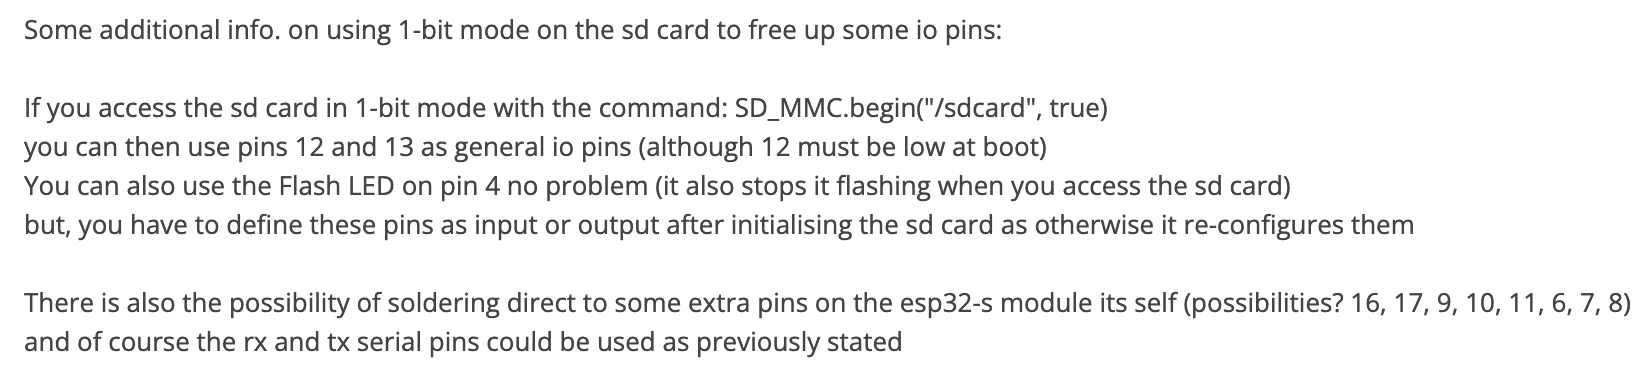 Some additional info. on using 1-bit mode on the sd card to free up some io pins:
If you access the sd card in 1-bit mode with the command: SD_MMC.begin("/sdcard", true)
you can then use pins 12 and 13 as general io pins (although 12 must be low at boot)
You can also use the Flash LED on pin 4 no problem (it also stops it flashing when you access the sd card)
but, you have to define these pins as input or output after initialising the sd card as otherwise it re-configures them
There is also the possibility of soldering direct to some extra pins on the esp32-s module its self (possibilities? 16, 17, 9, 10, 11, 6, 7, 8)
and of course the rx and tx serial pins could be used as previously stated